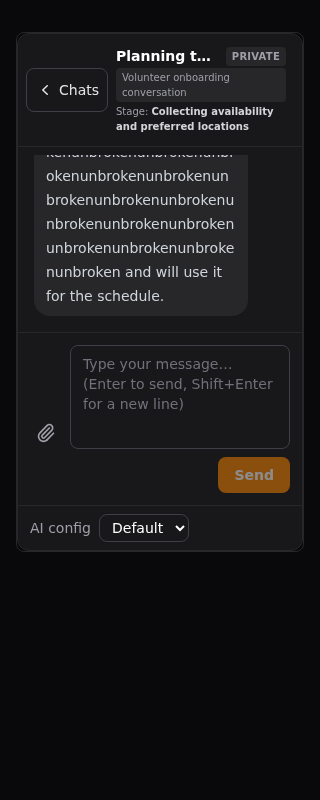 Planning t...
PRIVATE
Chats
Volunteer onboarding
conversation
Stage: Collecting availability
and preferred locations
okenunbrokenunbrokenun
brokenunbrokenunbrokenu
nbrokenunbrokenunbroken
unbrokenunbrokenunbroke
nunbroken and will use it
for the schedule.
Type your message...
(Enter to send, Shift+Enter
for a new line)
Send
AI config
Default